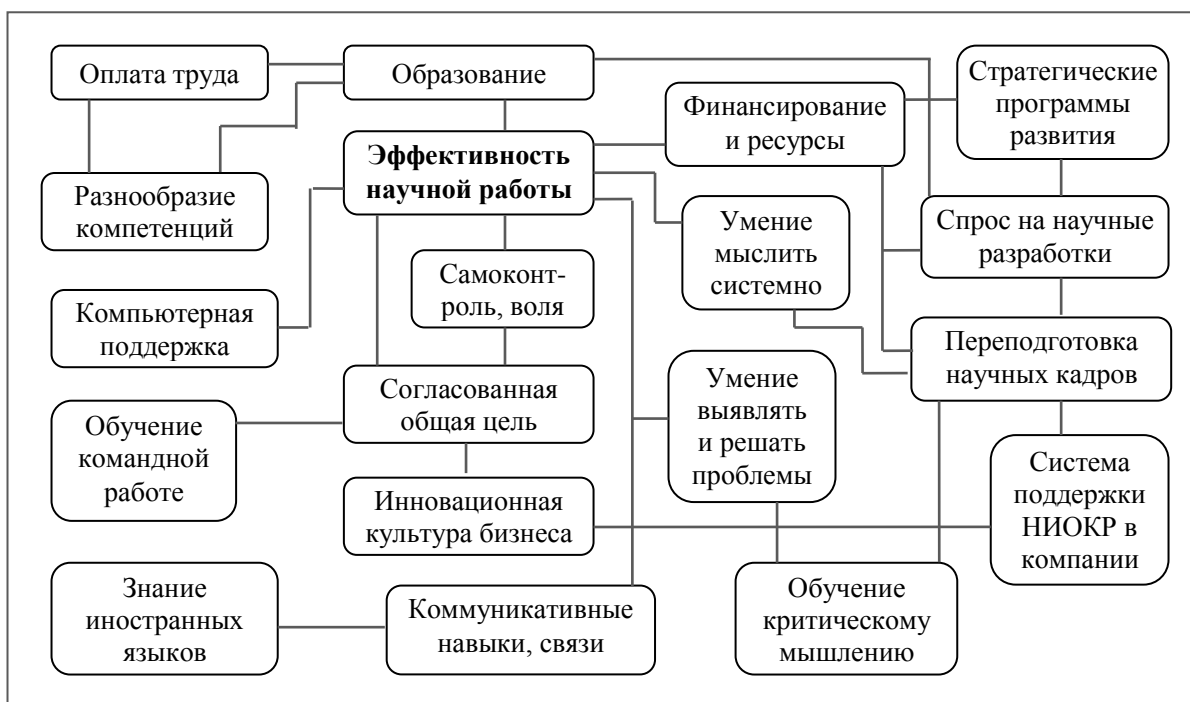 Оплата труда
Образование
Стратегические
программы
развития
Финансирование
и ресурсы
Эффективность
научной работы
Разнообразие
компетенций
Умение
мыслить
системно
Спрос на научные
разработки
Самоконт-
роль, воля
Компьютерная
поддержка
Переподготовка
научных кадров
Умение
выявлять
и решать
проблемы
Согласованная
общая цель
Обучение
командной
работе
Система
поддержки
НИОКР в
компании
Инновационная
культура бизнеса
Знание
иностранных
языков
Коммуникативные
навыки, связи
Обучение
критическому
мышлению